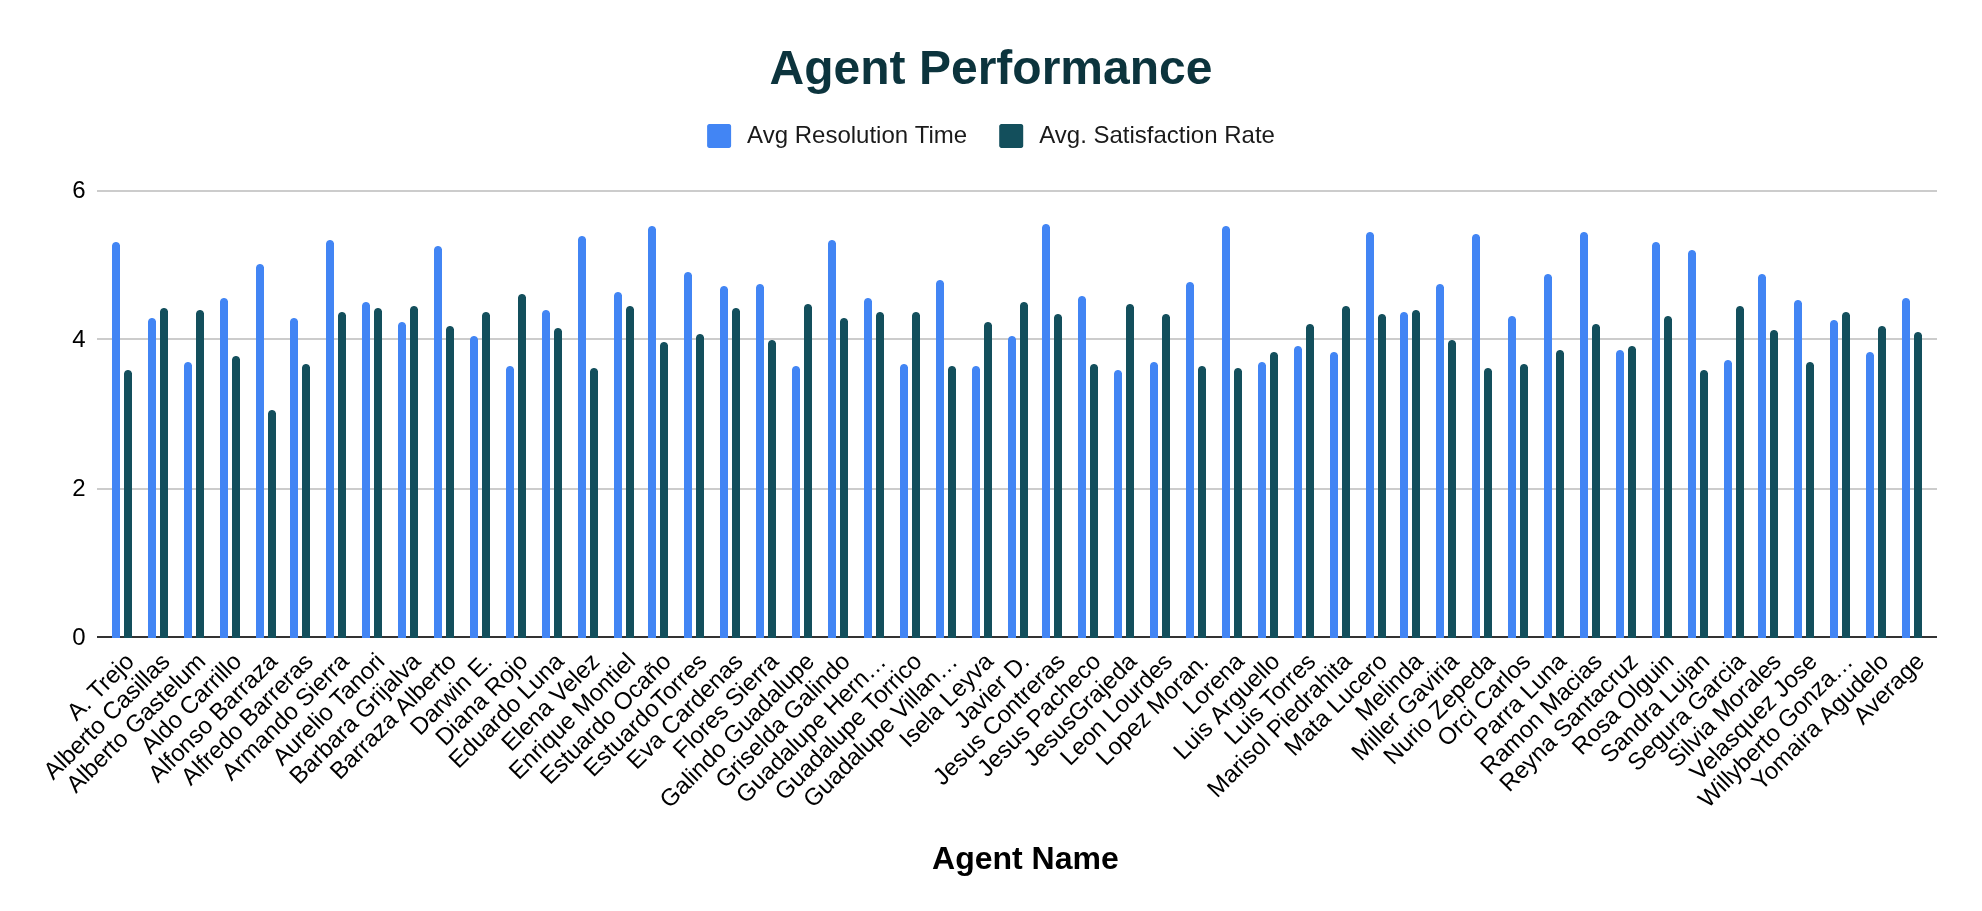 Agent Performance
Avg Resolution Time
Avg. Satisfaction Rate
6
4
2
0
A. Trejo
Alberto Casillas
Alberto Gastelum
Aldo Carrillo
Alfonso Barraza
Alfredo Barreras
Armando Sierra
Aurelio Tanori
Barbara Grijalva
Barraza Alberto
Darwin E.
Diana Rojo
Eduardo Luna
Elena Velez
Enrique Montiel
Estuardo Ocaño
EstuardoTorres
Eva Cardenas
Flores Sierra
Galindo Guadalupe
Griselda Galindo
Guadalupe Hern…
Guadalupe Torrico
Guadalupe Villan…
Isela Leyva
Javier D.
Jesus Contreras
Jesus Pacheco
JesusGrajeda
Leon Lourdes
Lopez Moran.
Lorena
Luis Arguello
Luis Torres
Marisol Piedrahita
Mata Lucero
Melinda
Miller Gaviria
Nurio Zepeda
Orci Carlos
Parra Luna
Ramon Macias
Reyna Santacruz
Rosa Olguin
Sandra Lujan
Segura Garcia
Silvia Morales
Velasquez Jose
Willyberto Gonza…
Yomaira Agudelo
Average
Agent Name